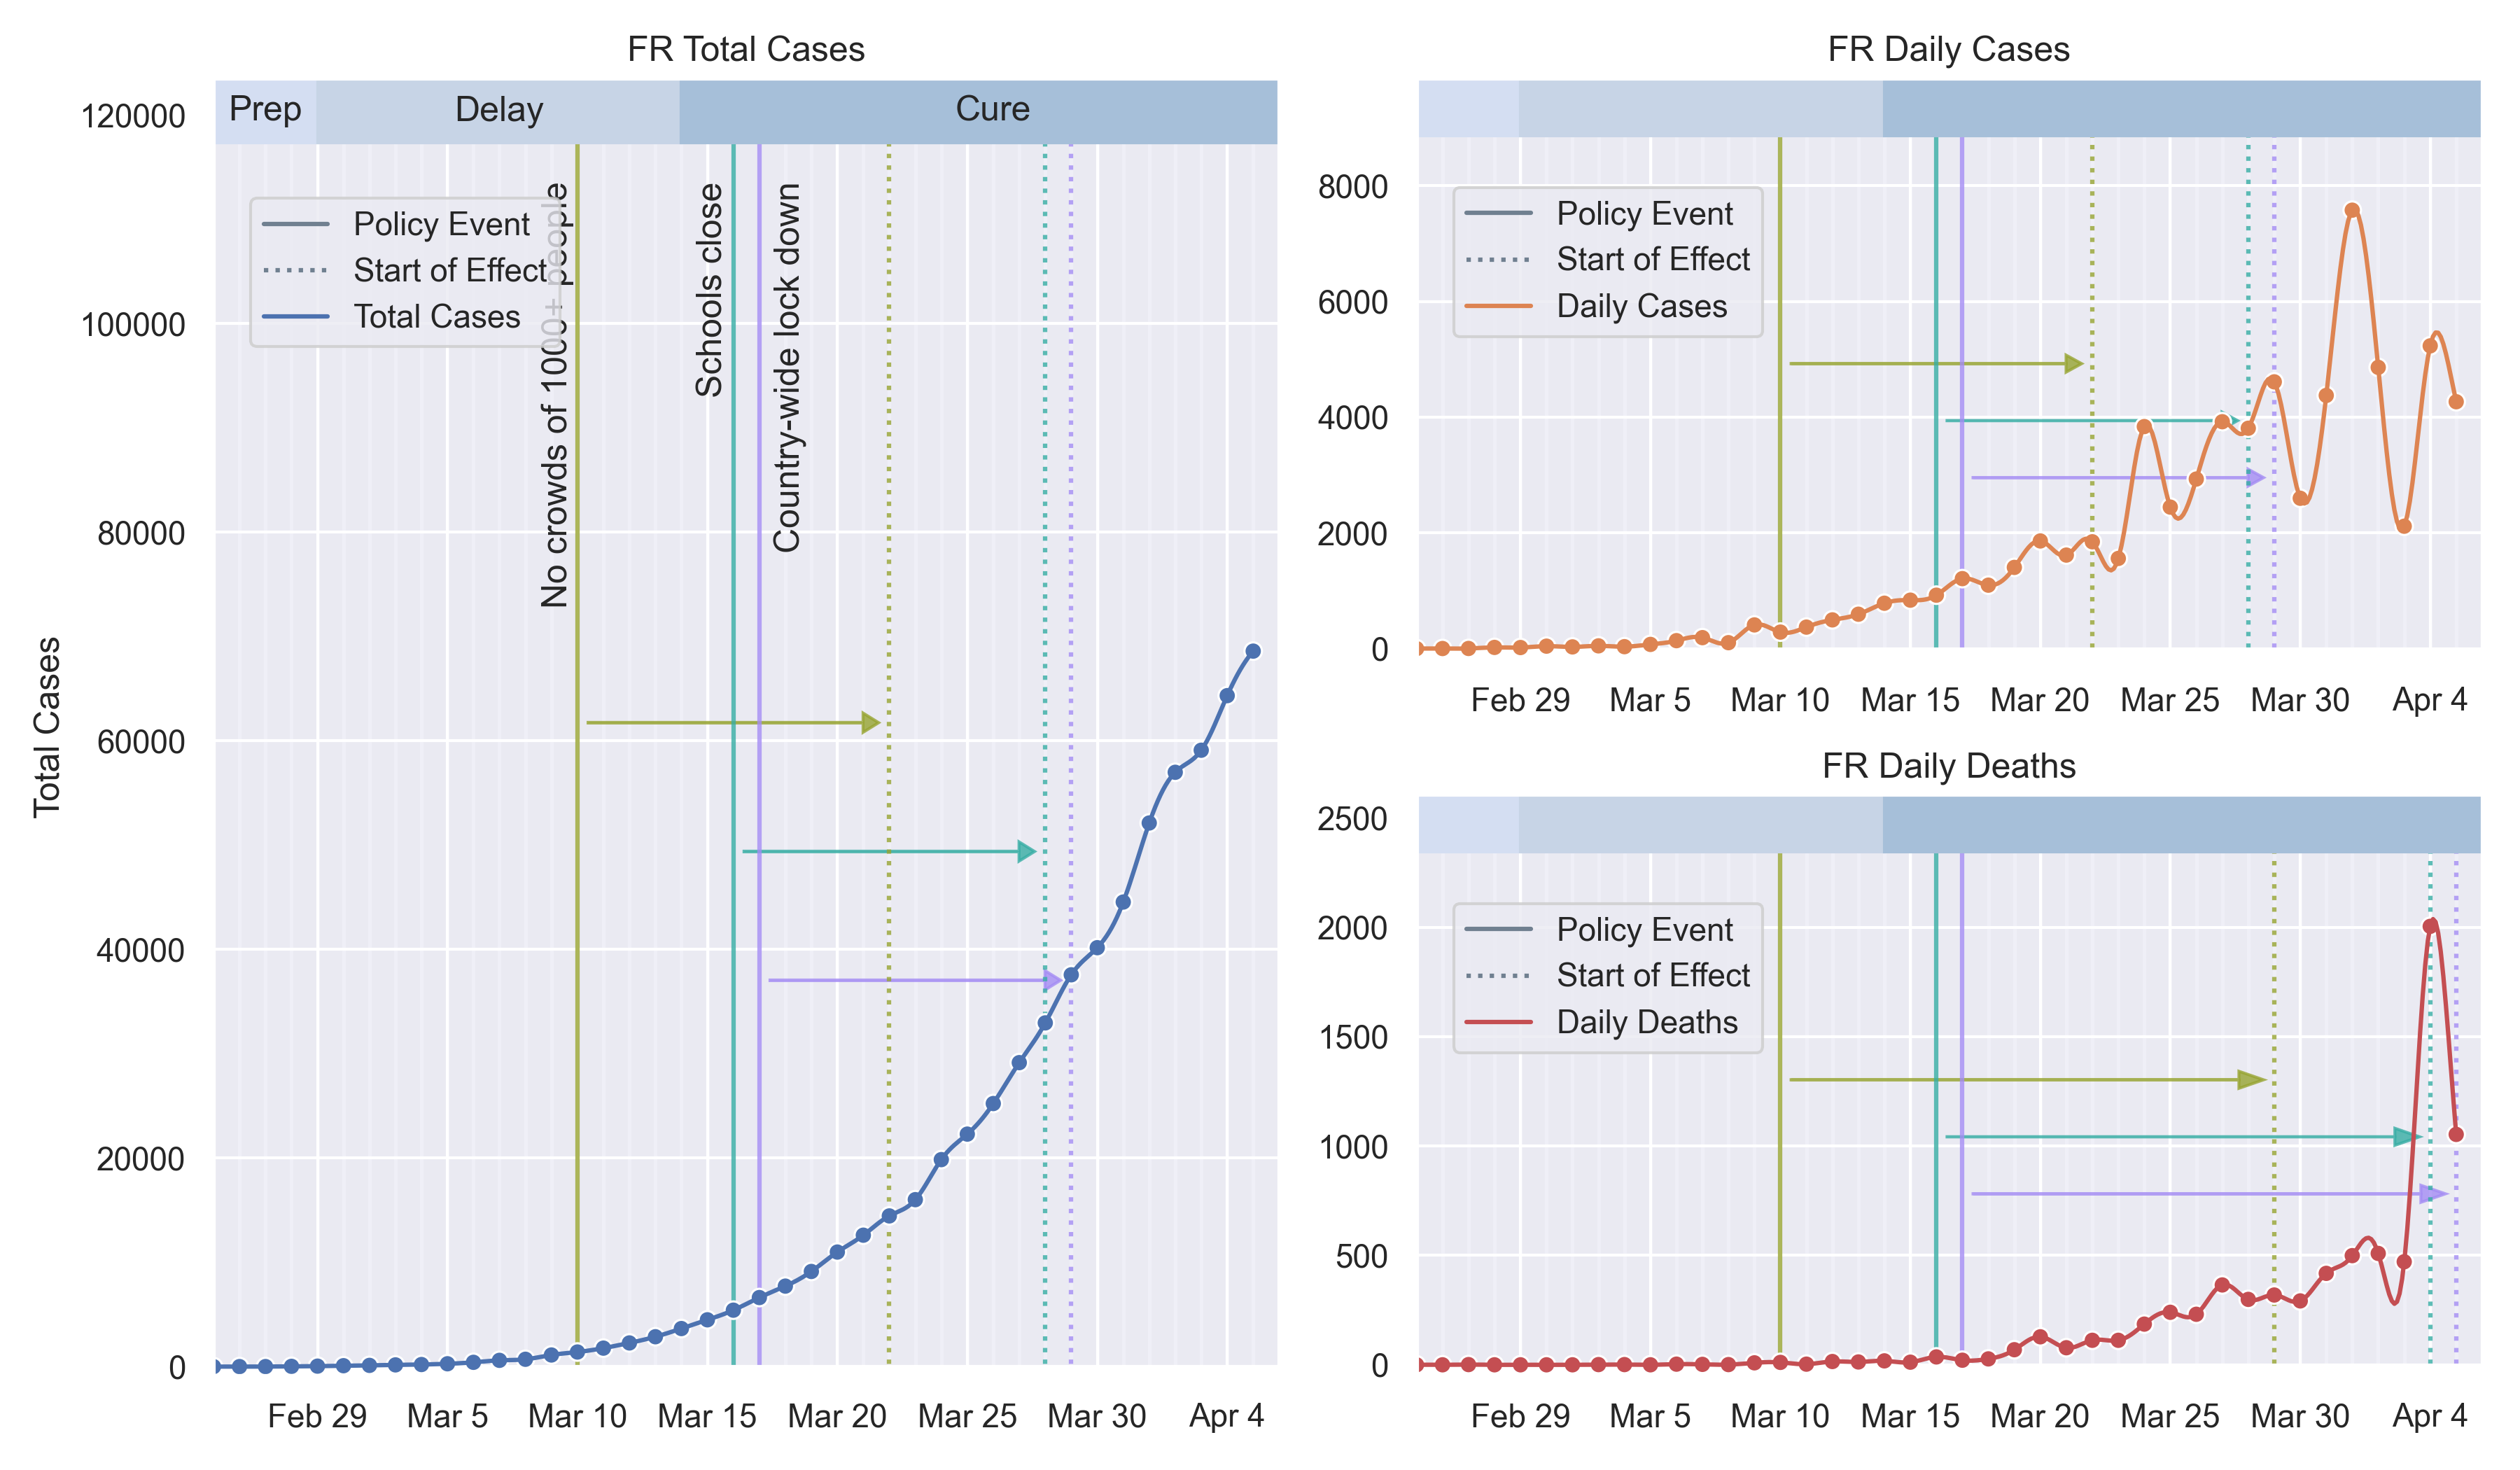 FR Total Cases
Prep
Delay
Cure
120000
100000
80000
60000
40000
20000
0
Total Cases
Policy Event
Start of Effect
Total Cases
No crowds of 1000+ people
Schools close
Country-wide lock down
Feb 29
Mar 5
Mar 10
Mar 15
Mar 20
Mar 25
Mar 30
Apr 4
FR Daily Cases
8000
6000
4000
2000
0
Policy Event
Start of Effect
Daily Cases
Feb 29
Mar 5
Mar 10
Mar 15
Mar 20
Mar 25
Mar 30
Apr 4
FR Daily Deaths
2500
2000
1500
1000
500
0
Policy Event
Start of Effect
Daily Deaths
Feb 29
Mar 5
Mar 10
Mar 15
Mar 20
Mar 25
Mar 30
Apr 4